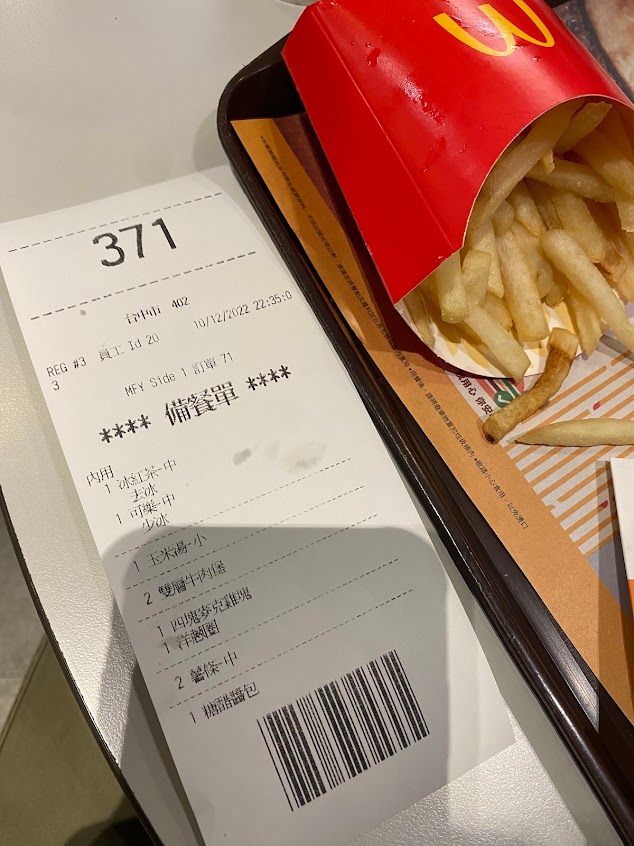 371
台中市 402
10/12/2022 22:35:0
REG #3 員工 Id 20
3
MFY Side 1 訂單 71
**** 備餐單 ****
內用
1 冰紅茶-中
去冰
1 可樂-中
少冰
1 玉米湯-小
2 雙層牛肉堡
1 四塊麥克雞塊
1 洋蔥圈
2 薯條-中
1 糖醋醬包